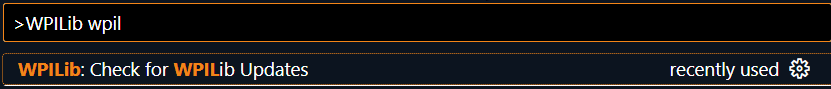 >WPILib wpil
WPILib: Check for WPILib Updates recently used